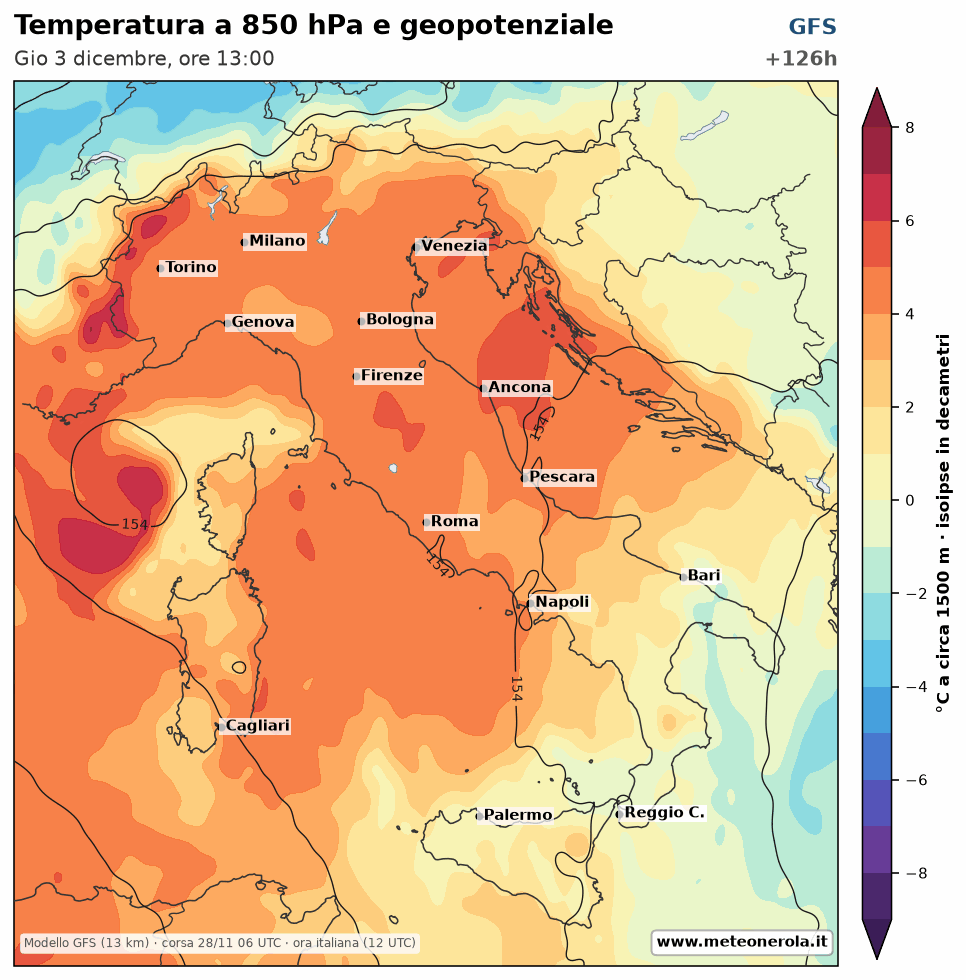 Temperatura a 850 hPa e geopotenziale
GFS
Gio 3 dicembre, ore 13:00
+126h
Milano
Venezia
Torino
Genova
Bologna
Firenze
Ancona
154
Pescara
154
Roma
154
Bari
Napoli
154
Cagliari
Palermo
Reggio C.
Modello GFS (13 km) · corsa 28/11 06 UTC · ora italiana (12 UTC)
www.meteonerola.it
8
6
4
2
0
−2
−4
−6
−8
°C a circa 1500 m · isoipse in decametri